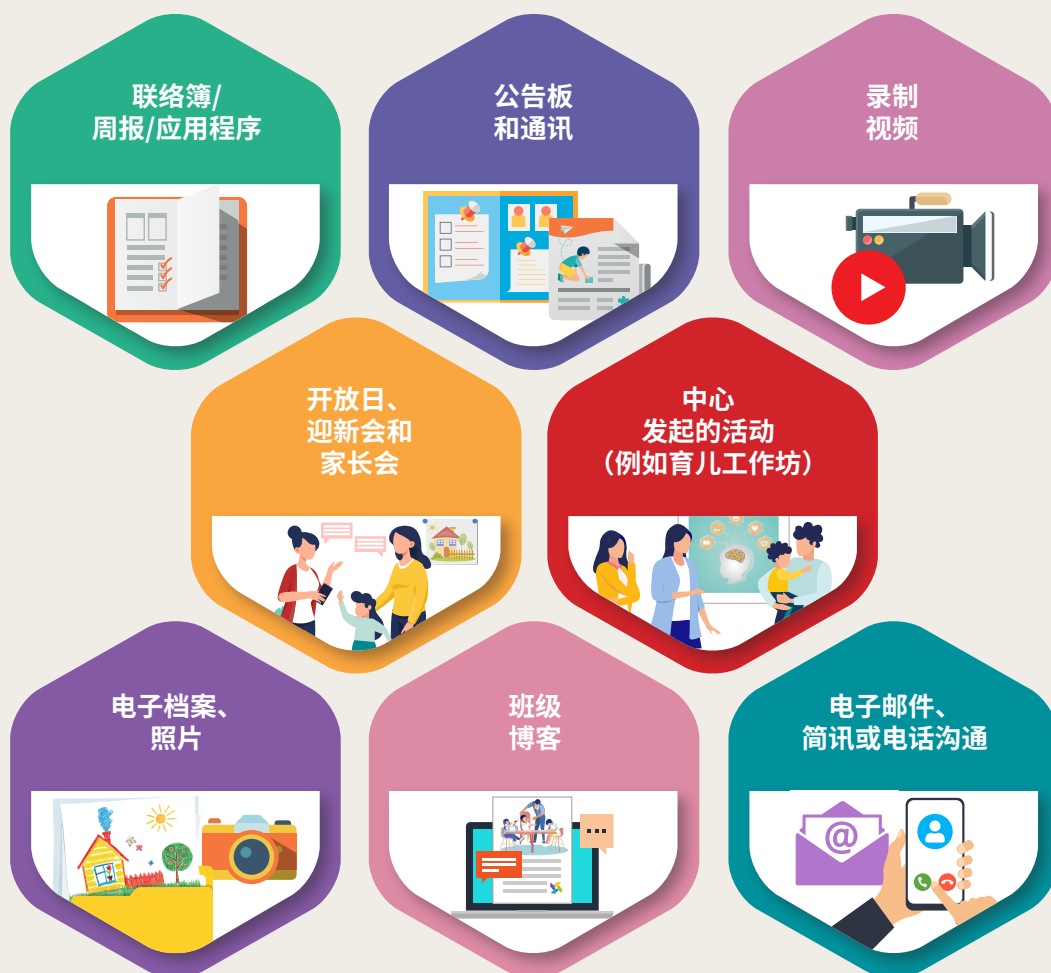 联络簿/
周报/应用程序
公告板
和通讯
录制
视频
开放日、
迎新会和
家长会
中心
发起的活动
（例如育儿工作坊）
电子档案、
照片
班级
博客
电子邮件、
简讯或电话沟通
@